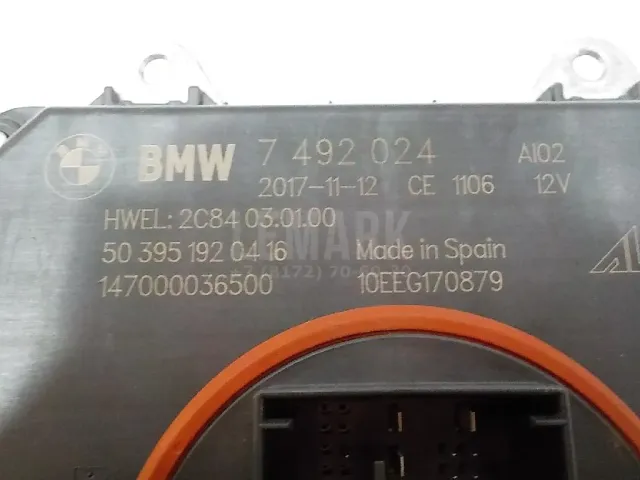 BMW 7 492 024 AI02
2017-11-12 CE 1106 12V
HWEL: 2C84 03.01.00
50 395 192 04 16 Made in Spain
147000036500 10EEG170879